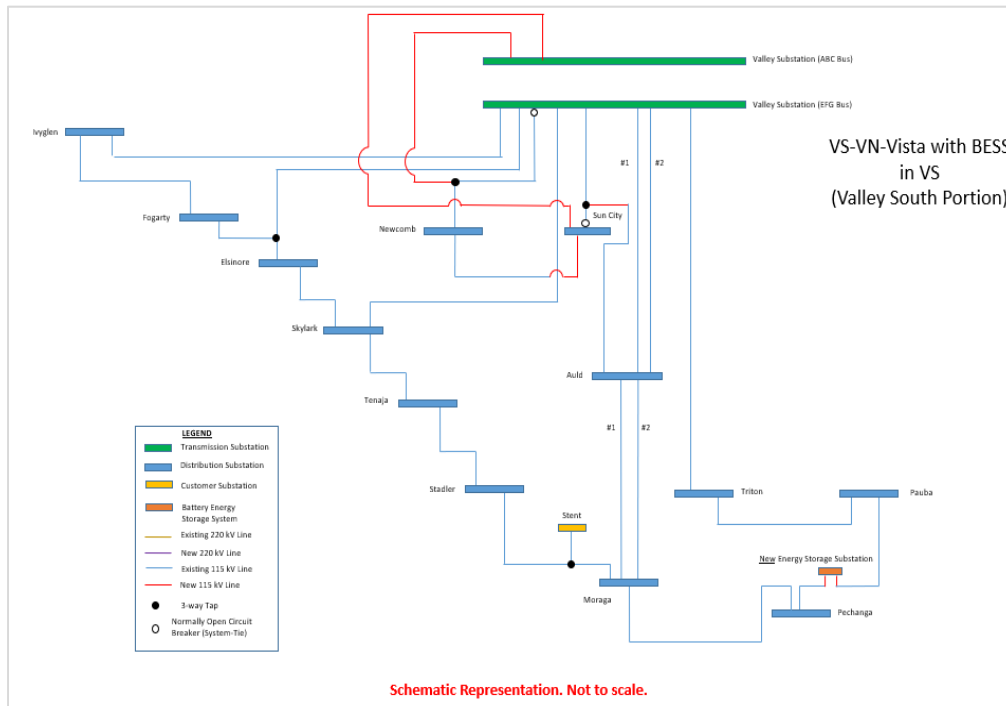 Valley Substation (ABC Bus)
Valley Substation (EFG Bus)
VS-VN-Vista with BESS
in VS
(Valley South Portion)
Ivyglen
#1
#2
Fogarty
Newcomb
Sun City
Elsinore
Skylark
Auld
Tenaja
#1
#2
LEGEND
Transmission Substation
Distribution Substation
Customer Substation
Battery Energy
Storage System
Existing 220 kV Line
New 220 kV Line
Existing 115 kV Line
New 115 kV Line
3-way Tap
Normally Open Circuit
Breaker (System-Tie)
Stadler
Triton
Pauba
Stent
New Energy Storage Substation
Moraga
Pechanga
Schematic Representation. Not to scale.